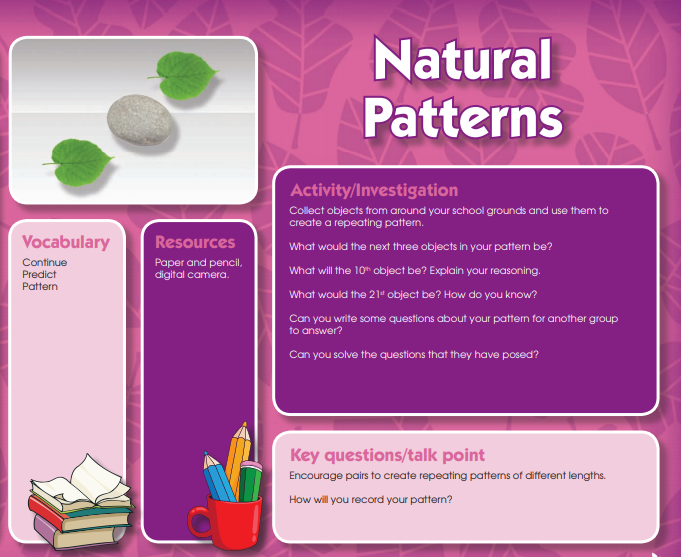 Natural
Patterns
Activity/Investigation
Collect objects from around your school grounds and use them to
create a repeating pattern.
What would the next three objects in your pattern be?
What will the 10th object be? Explain your reasoning.
What would the 21st object be? How do you know?
Can you write some questions about your pattern for another group
to answer?
Can you solve the questions that they have posed?
Vocabulary
Continue
Predict
Pattern
Resources
Paper and pencil,
digital camera.
Key questions/talk point
Encourage pairs to create repeating patterns of different lengths.
How will you record your pattern?